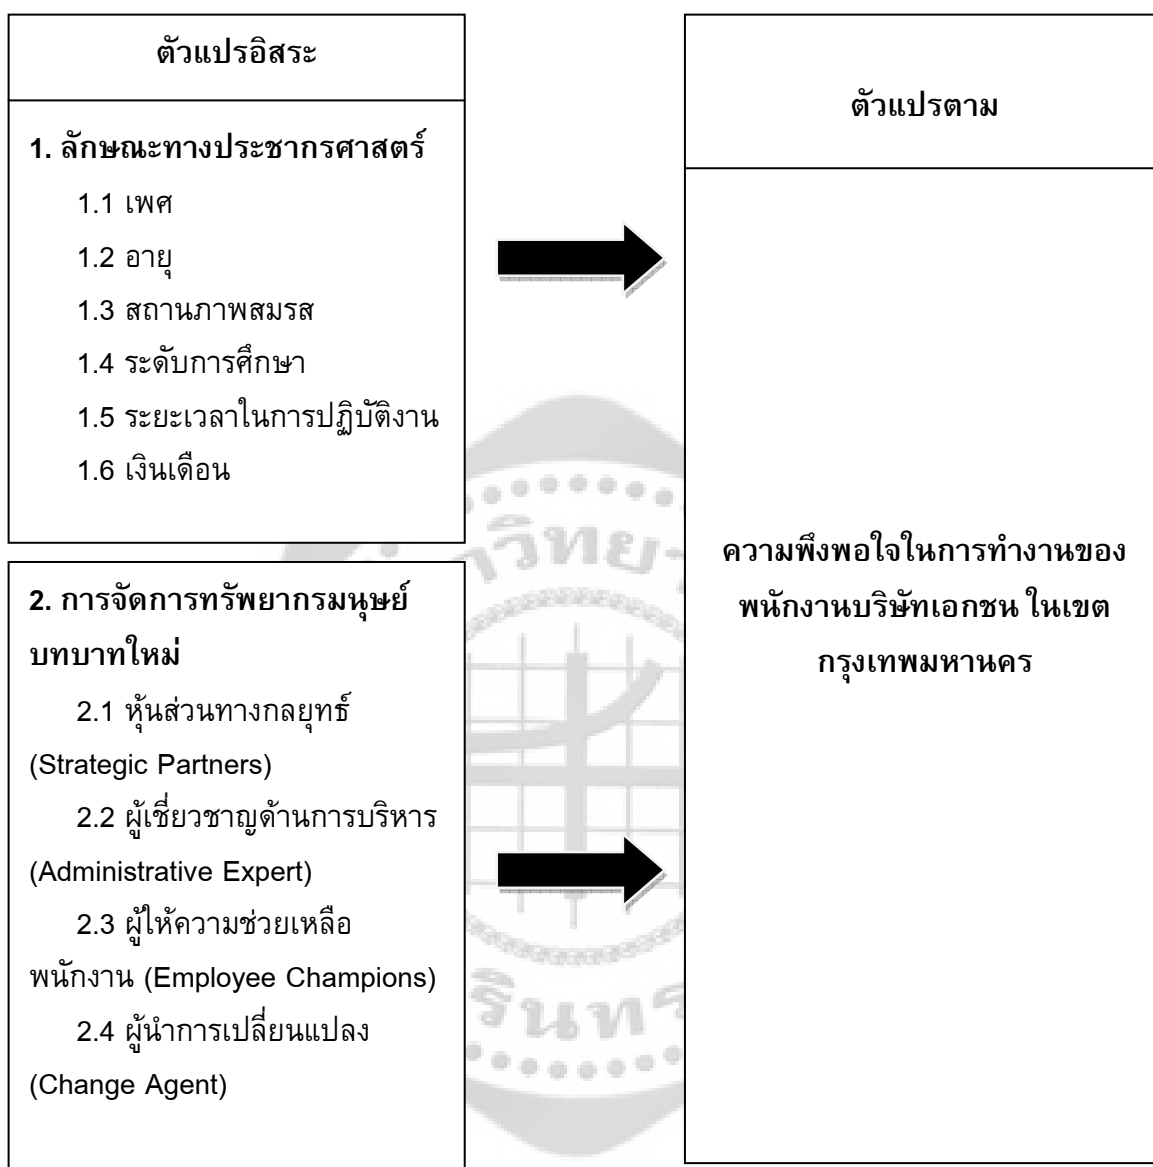 ตัวแปรอิสระ
1. ลักษณะทางประชากรศาสตร์
1.1 เพศ
1.2 อายุ
1.3 สถานภาพสมรส
1.4 ระดับการศึกษา
1.5 ระยะเวลาในการปฏิบัติงาน
1.6 เงินเดือน
2. การจัดการทรัพยากรมนุษย์
บทบาทใหม่
2.1 หุ้นส่วนทางกลยุทธ์
(Strategic Partners)
2.2 ผู้เชี่ยวชาญด้านการบริหาร
(Administrative Expert)
2.3 ผู้ให้ความช่วยเหลือ
พนักงาน (Employee Champions)
2.4 ผู้นำการเปลี่ยนแปลง
(Change Agent)
ตัวแปรตาม
ความพึงพอใจในการทำงานของ
พนักงานบริษัทเอกชน ในเขต
กรุงเทพมหานคร